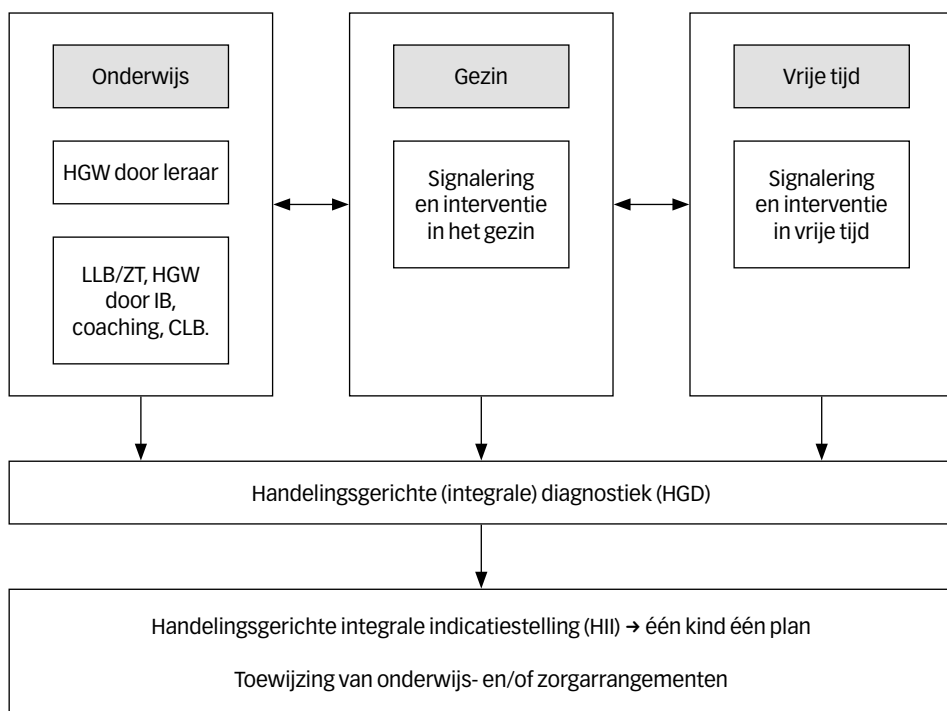 Onderwijs
HGW door leraar
LLB/ZT, HGW
door IB,
coaching, CLB.
Gezin
Signalering
en interventie
in het gezin
Vrije tijd
Signalering
en interventie
in vrije tijd
Handelingsgerichte (integrale) diagnostiek (HGD)
Handelingsgerichte integrale indicatiestelling (HII) → één kind één plan
Toewijzing van onderwijs- en/of zorgarrangementen